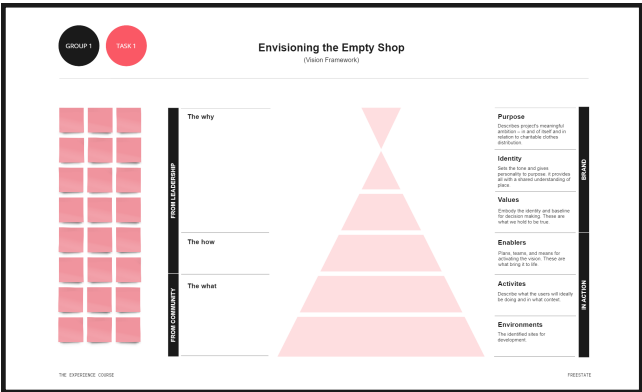 GROUP 1
TASK 1
Envisioning the Empty Shop
(Vision Framework)
FROM LEADERSHIP
FROM COMMUNITY
The why
The how
The what
Purpose
Describes project's meaningful
ambition – in and of itself and in
relation to charitable clothes
distribution.
Identity
Sets the tone and gives
personality to purpose. It provides
all with a shared understanding of
place.
Values
Embody the identity and baseline
for decision making. These are
what we hold to be true.
Enablers
Plans, teams, and means for
activating the vision. These are
what bring it to life.
Activites
Describe what the users will ideally
be doing and in what context.
Environments
The identified sites for
development
BRAND
IN ACTION
THE EXPERIENCE COURSE
FREESTATE